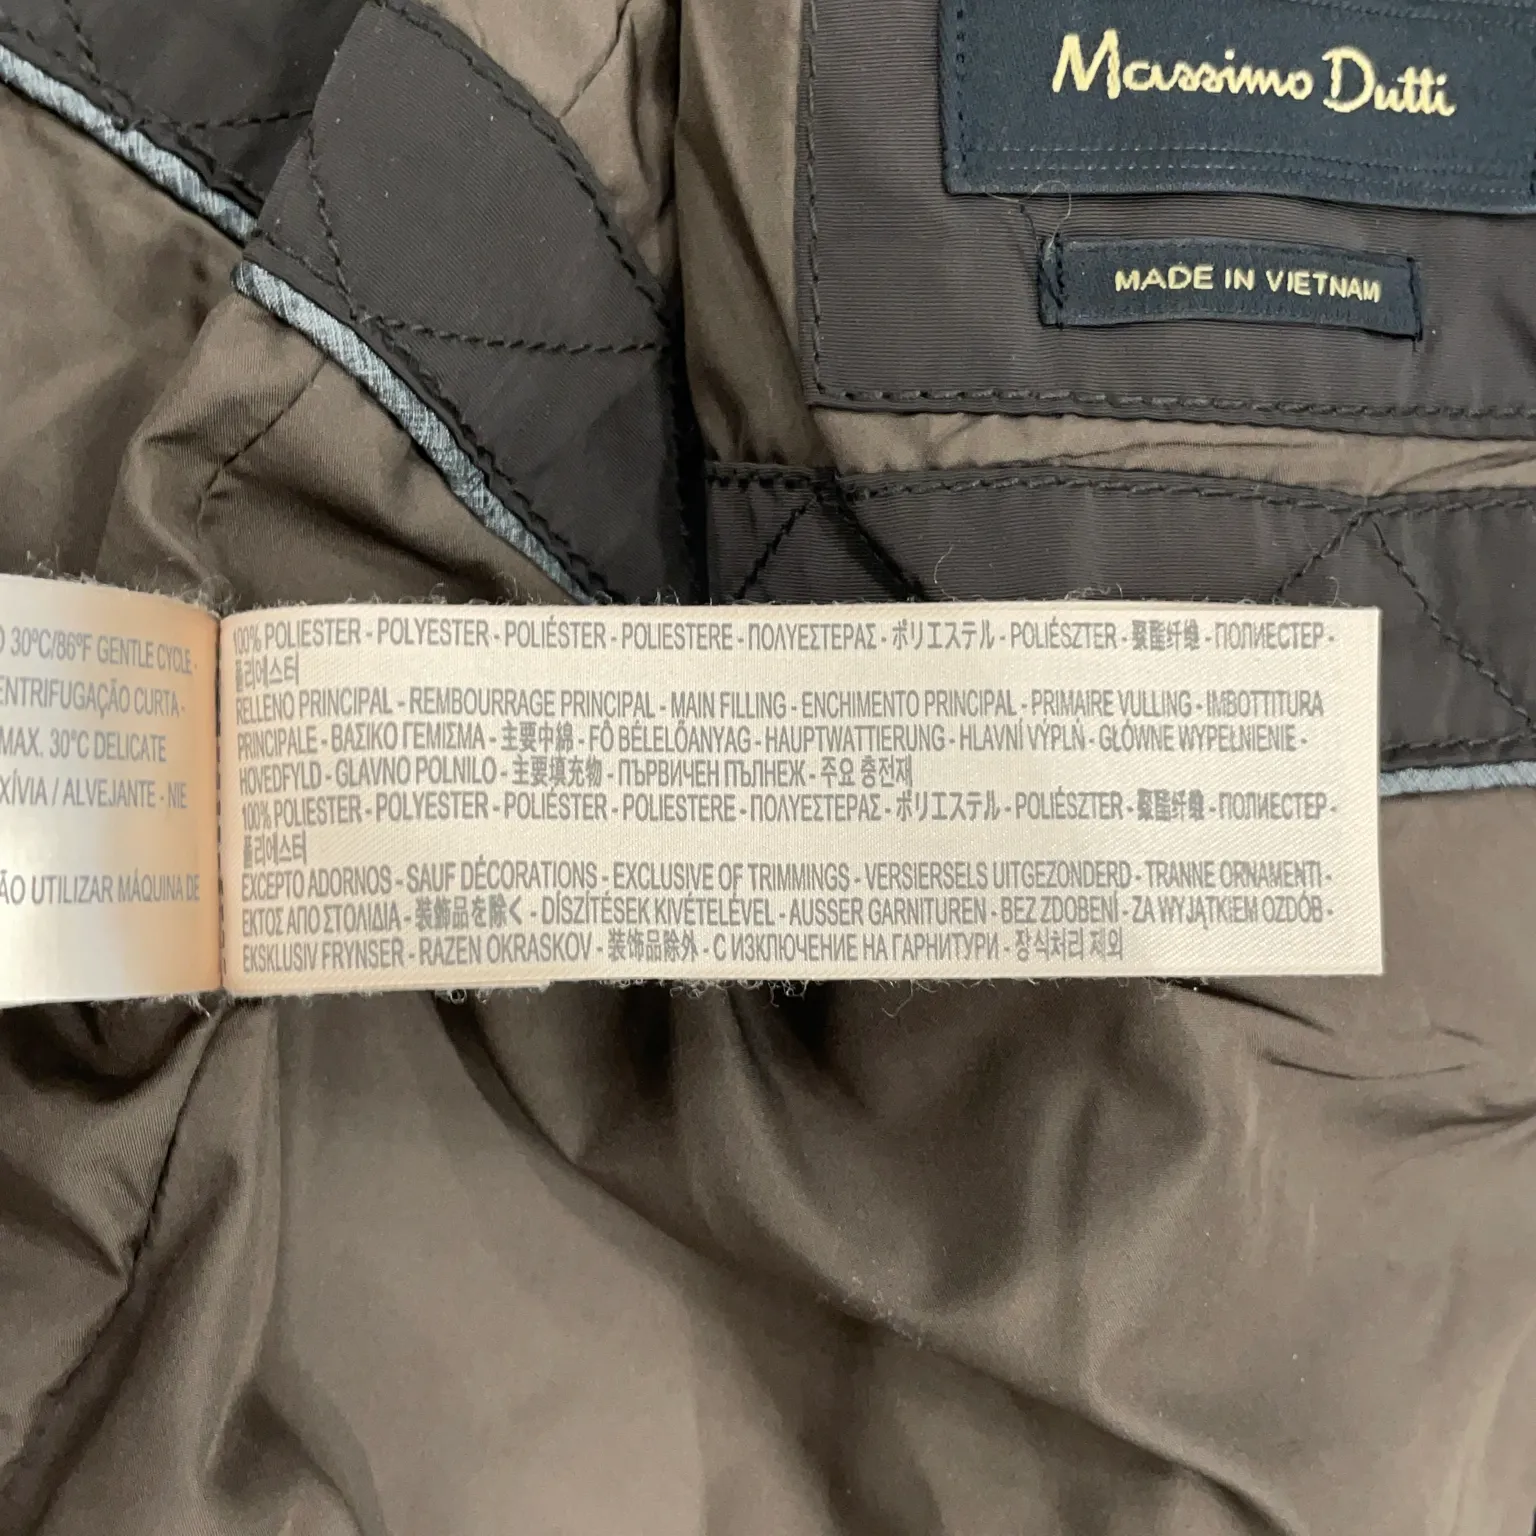 Massimo Dutti
MADE IN VIETNAM
30ºC/86ºF GENTLE CYCLE -
CENTRIFUGAÇÃO CURTA -
MAX. 30°C DELICATE
LIXÍVIA / ALVEJANTE - NIE
NÃO UTILIZAR MÁQUINA DE
100% POLIESTER - POLYESTER - POLIÉSTER - POLIESTERE - ΠΟΛΥΕΣΤΕΡΑΣ - ポリエステル - POLIÉSZTER - 聚酯纤维 - ПОЛИЕСТЕР -
폴리에스터
RELLENO PRINCIPAL - REMBOURRAGE PRINCIPAL - MAIN FILLING - ENCHIMENTO PRINCIPAL - PRIMAIRE VULLING - IMBOTTITURA
PRINCIPALE - ΒΑΣΙΚΟ ΓΕΜΙΣΜΑ - 主要中綿 - FÔ BÉLELŐANYAG - HAUPTWATTIERUNG - HLAVNÍ VÝPLŇ - GŁÓWNE WYPEŁNIENIE -
HOVEDFYLD - GLAVNO POLNILO - 主要填充物 - ПЪРВИЧЕН ПЪЛНЕЖ - 주요 충전재
100% POLIESTER - POLYESTER - POLIÉSTER - POLIESTERE - ΠΟΛΥΕΣΤΕΡΑΣ - ポリエステル - POLIÉSZTER - 聚酯纤维 - ПОЛИЕСТЕР -
폴리에스터
EXCEPTO ADORNOS - SAUF DÉCORATIONS - EXCLUSIVE OF TRIMMINGS - VERSIERSELS UITGEZONDERD - TRANNE ORNAMENTI -
ΕΚΤΟΣ ΑΠΟ ΣΤΟΛΙΔΙΑ - 装飾品を除く - DÍSZÍTÉSEK KIVÉTELÉVEL - AUSSER GARNITUREN - BEZ ZDOBENÍ - ZA WYJĄTKIEM OZDÓB -
EKSKLUSIV FRYNSER - RAZEN OKRASKOV - 装饰品除外 - С ИЗКЛЮЧЕНИЕ НА ГАРНИТУРИ - 장식처리 제외